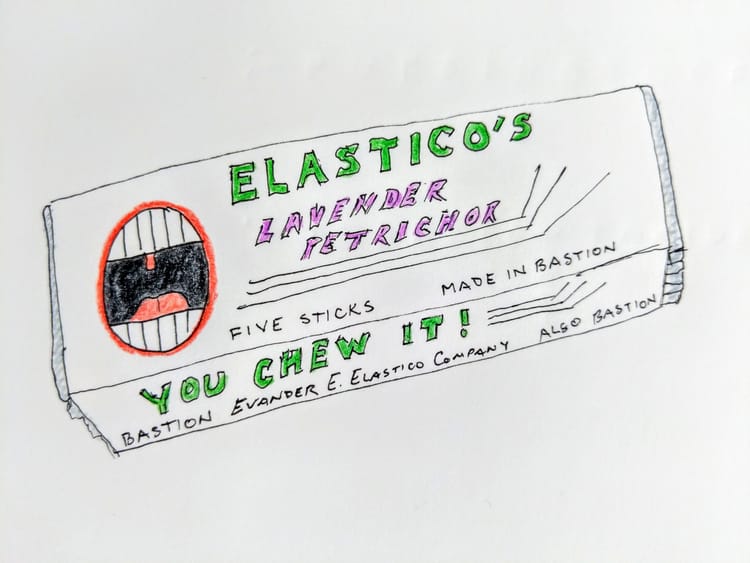 ELASTICO'S
LAVENDER
PETRICHOR
FIVE STICKS
MADE IN BASTION
YOU CHEW IT!
BASTION EVANDER E. ELASTICO COMPANY ALSO BASTION